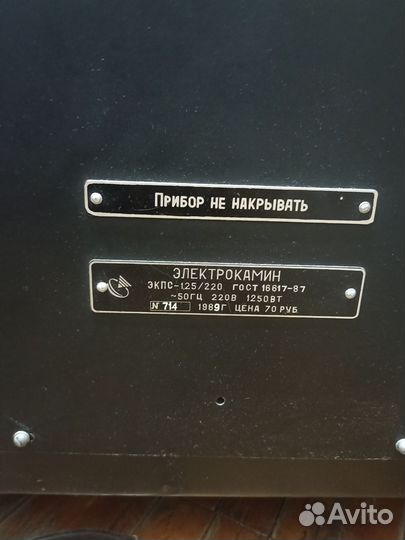 ПРИБОР НЕ НАКРЫВАТЬ
ЭЛЕКТРОКАМИН
ЭКПС-1,25/220 ГОСТ 16617-87
~50ГЦ 220В 1250ВТ
N 714 1989Г ЦЕНА 70 РУБ
Avito